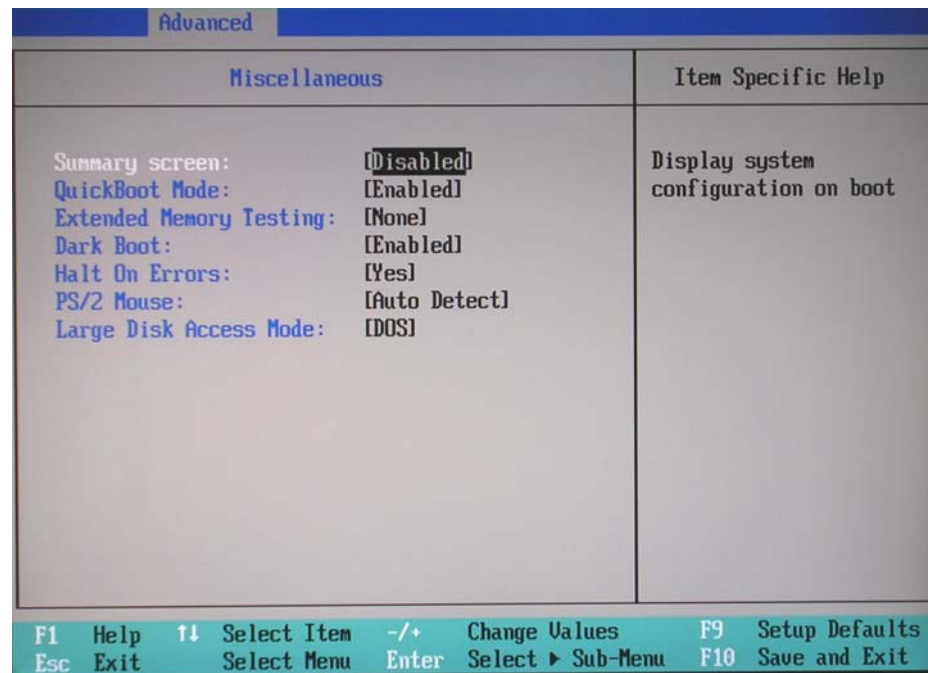 Advanced
Miscellaneous
Item Specific Help
Summary screen: [Disabled]
QuickBoot Mode: [Enabled]
Extended Memory Testing: [None]
Dark Boot: [Enabled]
Halt On Errors: [Yes]
PS/2 Mouse: [Auto Detect]
Large Disk Access Mode: [DOS]
Display system
configuration on boot
F1 Help ↑↓ Select Item -/+ Change Values F9 Setup Defaults
Esc Exit Select Menu Enter Select ▶ Sub-Menu F10 Save and Exit